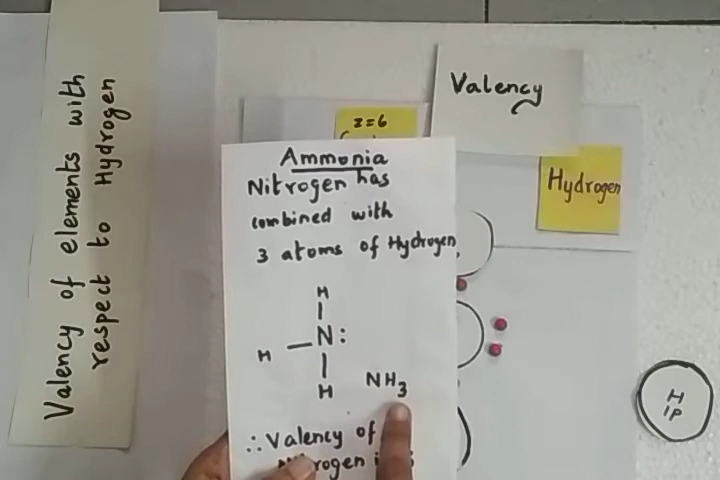 Valency of elements with
respect to Hydrogen
Valency
z=6
Hydrogen
Ammonia
Nitrogen has
combined with
3 atoms of Hydrogen
H
H N:
H
NH3
∴ Valency of
H
1P